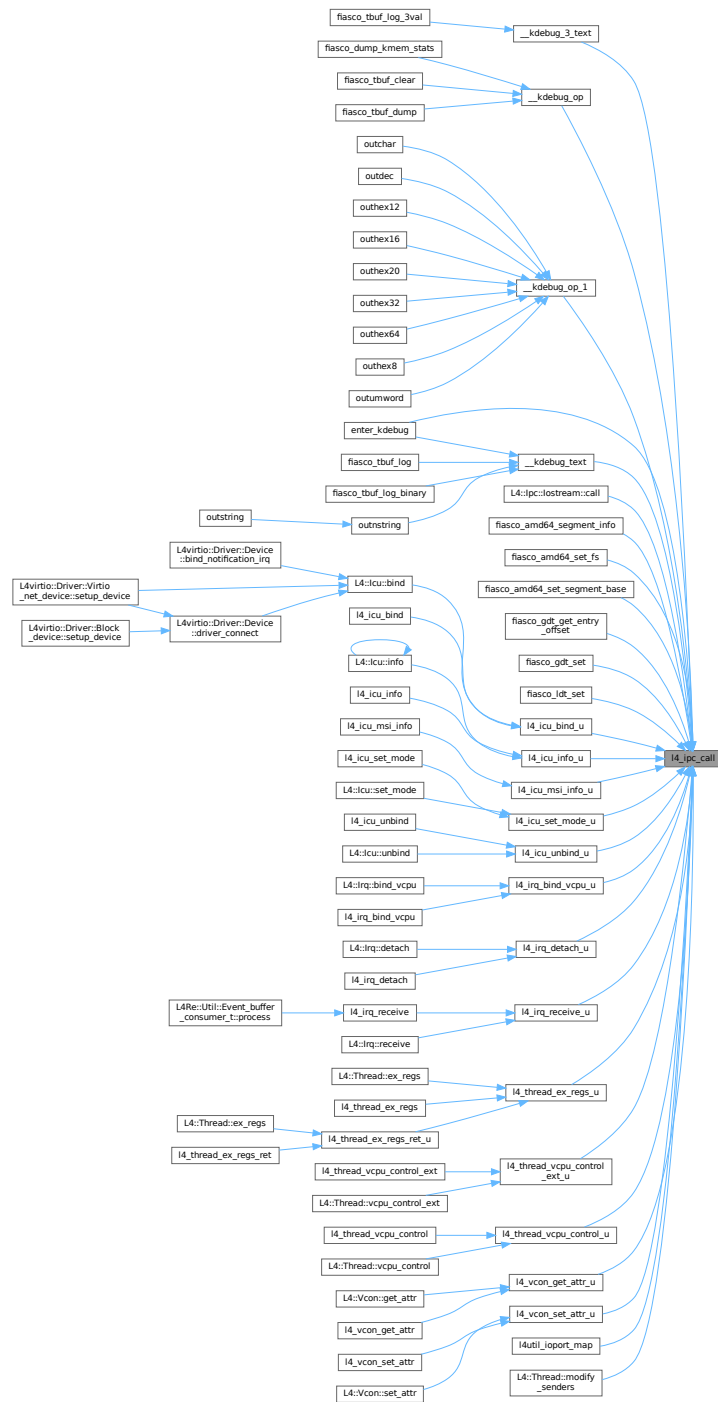 fiasco_tbuf_log_3val
__kdebug_3_text
fiasco_dump_kmem_stats
fiasco_tbuf_clear
__kdebug_op
fiasco_tbuf_dump
outchar
outdec
outhex12
outhex16
outhex20
__kdebug_op_1
outhex32
outhex64
outhex8
outumword
enter_kdebug
fiasco_tbuf_log
__kdebug_text
fiasco_tbuf_log_binary
L4::Ipc::Iostream::call
outstring
outnstring
fiasco_amd64_segment_info
L4virtio::Driver::Device
::bind_notification_irq
fiasco_amd64_set_fs
L4virtio::Driver::Virtio
_net_device::setup_device
L4::Icu::bind
fiasco_amd64_set_segment_base
L4virtio::Driver::Block
_device::setup_device
L4virtio::Driver::Device
::driver_connect
l4_icu_bind
fiasco_gdt_get_entry
_offset
L4::Icu::info
fiasco_gdt_set
l4_icu_info
fiasco_ldt_set
l4_icu_msi_info
l4_icu_bind_u
l4_icu_set_mode
l4_icu_info_u
l4_ipc_call
L4::Icu::set_mode
l4_icu_msi_info_u
l4_icu_unbind
l4_icu_set_mode_u
L4::Icu::unbind
l4_icu_unbind_u
L4::Irq::bind_vcpu
l4_irq_bind_vcpu_u
l4_irq_bind_vcpu
L4::Irq::detach
l4_irq_detach_u
l4_irq_detach
L4Re::Util::Event_buffer
_consumer_t::process
l4_irq_receive
l4_irq_receive_u
L4::Irq::receive
L4::Thread::ex_regs
l4_thread_ex_regs_u
l4_thread_ex_regs
L4::Thread::ex_regs
l4_thread_ex_regs_ret_u
l4_thread_ex_regs_ret
l4_thread_vcpu_control_ext
l4_thread_vcpu_control
_ext_u
L4::Thread::vcpu_control_ext
l4_thread_vcpu_control
l4_thread_vcpu_control_u
L4::Thread::vcpu_control
l4_vcon_get_attr_u
L4::Vcon::get_attr
l4_vcon_set_attr_u
l4_vcon_get_attr
l4util_ioport_map
l4_vcon_set_attr
L4::Thread::modify
_senders
L4::Vcon::set_attr